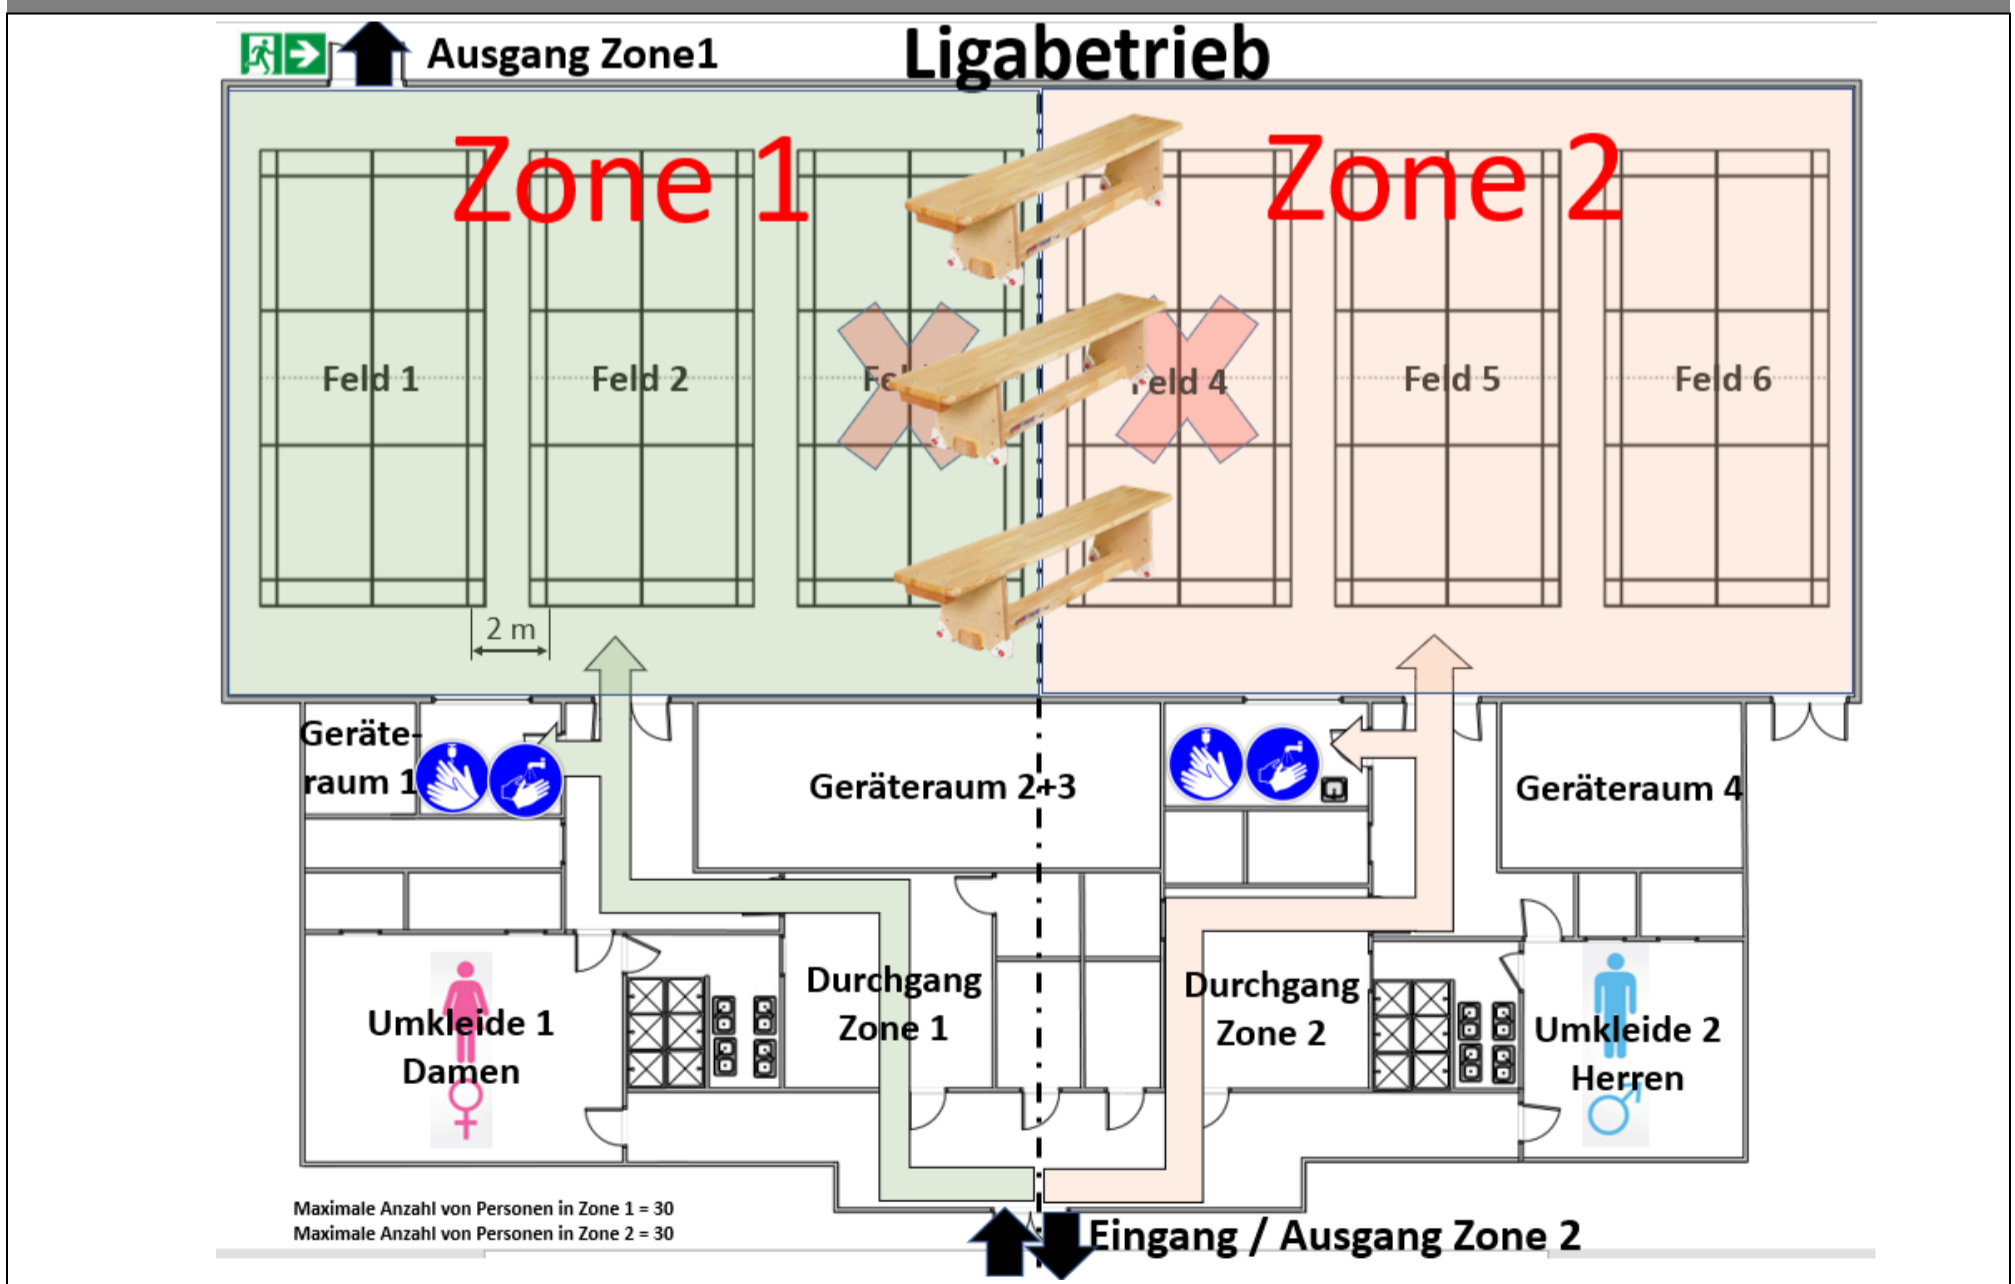 Ausgang Zone1
Ligabetrieb
Zone 1
Zone 2
Feld 1
Feld 2
Feld 4
Feld 5
Feld 6
2 m
Geräte-
raum 1
Geräteraum 2+3
Geräteraum 4
Durchgang
Zone 1
Durchgang
Zone 2
Umkleide 1
Damen
Umkleide 2
Herren
Maximale Anzahl von Personen in Zone 1 = 30
Maximale Anzahl von Personen in Zone 2 = 30
Eingang / Ausgang Zone 2